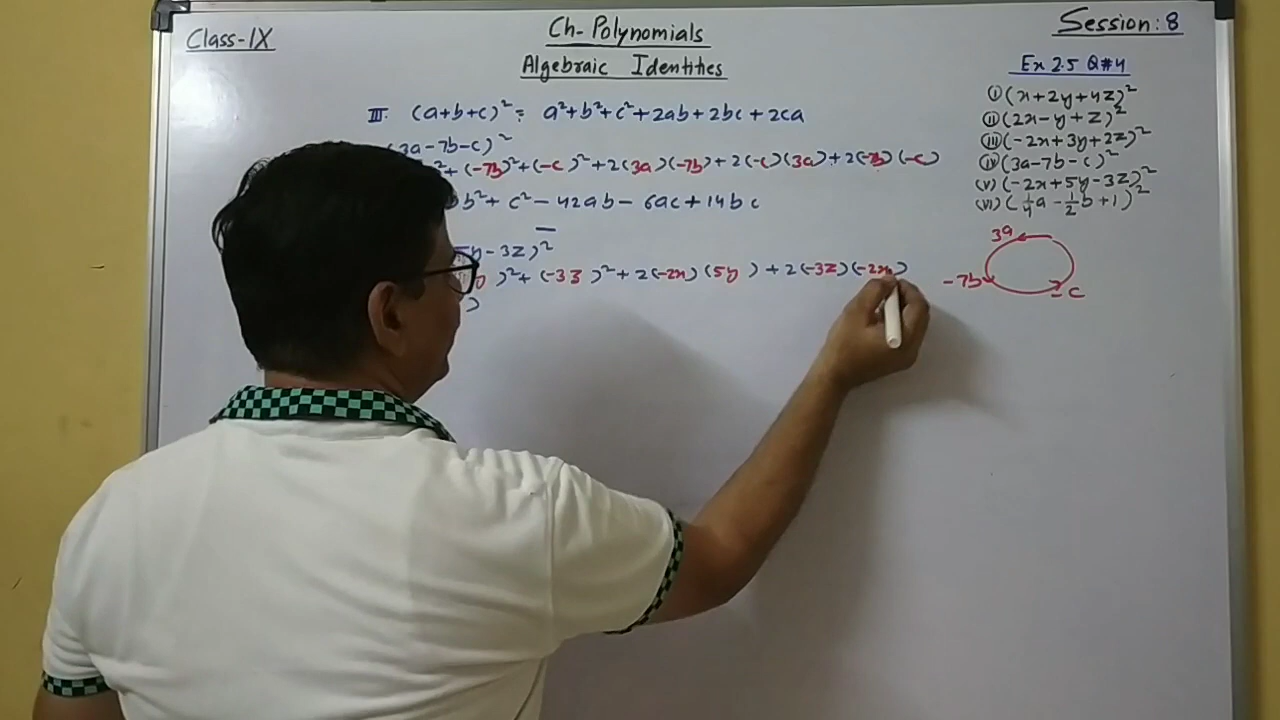 Class-IX
Ch- Polynomials
Algebraic Identities
Session: 8
III. (a+b+c)² = a²+b²+c²+2ab+2bc+2ca
(3a-7b-c)²
²+(-7b)²+(-c)²+2(3a)(-7b)+2(-c)(3a)+2(-7b)(-c)
b²+c²-42ab-6ac+14bc
5y-3z)²
)²+(-3z)²+2(-2x)(5y)+2(-3z)(-2x)
)
Ex 2.5 Q#4
(i) (x+2y+4z)²
(ii) (2x-y+z)²
(iii) (-2x+3y+2z)²
(iv) (3a-7b-c)²
(v) (-2x+5y-3z)²
(vi) (1/4a-1/2b+1)²
3a
-7b
-c